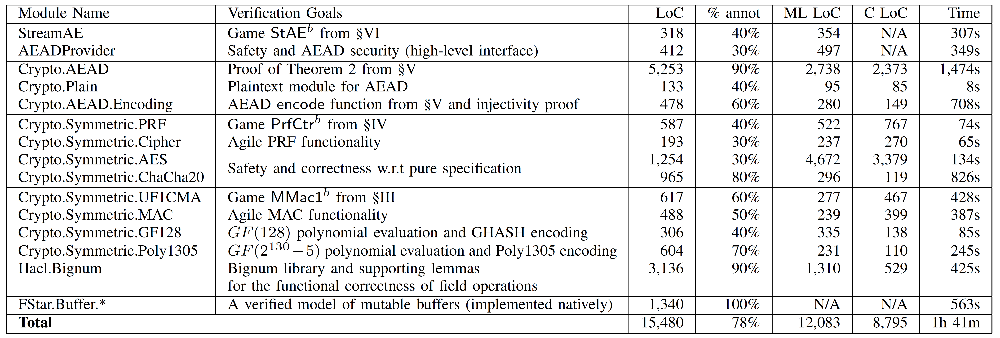 Module Name Verification Goals LoC % annot ML LoC C LoC Time
StreamAE Game StAE^b from §VI 318 40% 354 N/A 307s
AEADProvider Safety and AEAD security (high-level interface) 412 30% 497 N/A 349s
Crypto.AEAD Proof of Theorem 2 from §V 5,253 90% 2,738 2,373 1,474s
Crypto.Plain Plaintext module for AEAD 133 40% 95 85 8s
Crypto.AEAD.Encoding AEAD encode function from §V and injectivity proof 478 60% 280 149 708s
Crypto.Symmetric.PRF Game PrfCtr^b from §IV 587 40% 522 767 74s
Crypto.Symmetric.Cipher Agile PRF functionality 193 30% 237 270 65s
Crypto.Symmetric.AES 1,254 30% 4,672 3,379 134s
Safety and correctness w.r.t pure specification
Crypto.Symmetric.ChaCha20 965 80% 296 119 826s
Crypto.Symmetric.UF1CMA Game MMac1^b from §III 617 60% 277 467 428s
Crypto.Symmetric.MAC Agile MAC functionality 488 50% 239 399 387s
Crypto.Symmetric.GF128 GF(128) polynomial evaluation and GHASH encoding 306 40% 335 138 85s
Crypto.Symmetric.Poly1305 GF(2^130 − 5) polynomial evaluation and Poly1305 encoding 604 70% 231 110 245s
Hacl.Bignum Bignum library and supporting lemmas 3,136 90% 1,310 529 425s
for the functional correctness of field operations
FStar.Buffer.* A verified model of mutable buffers (implemented natively) 1,340 100% N/A N/A 563s
Total 15,480 78% 12,083 8,795 1h 41m